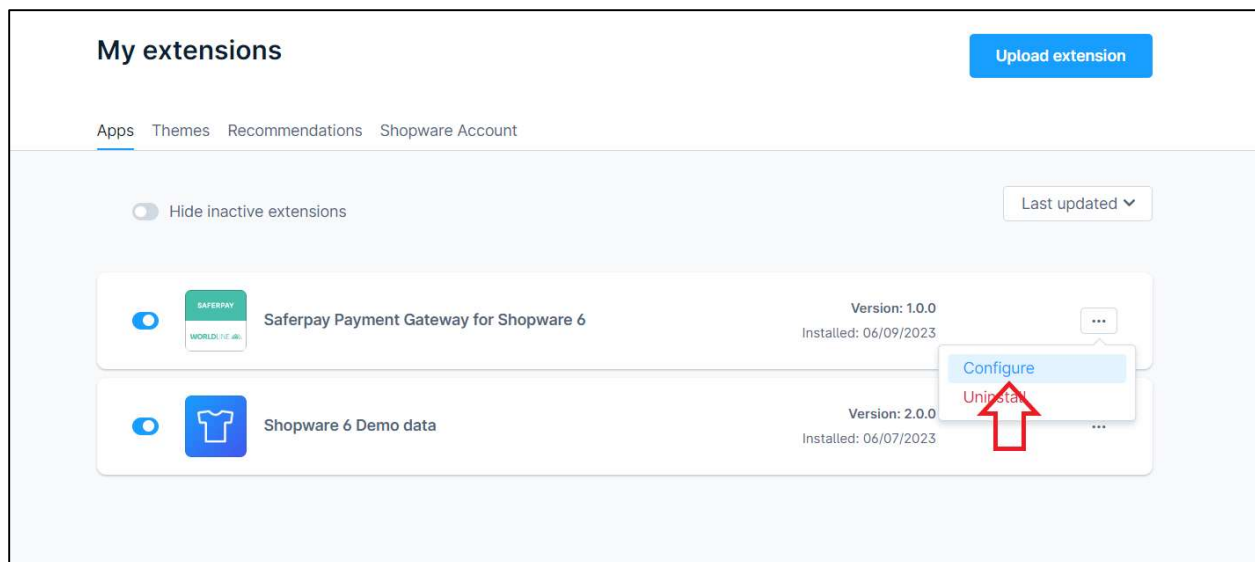 My extensions
Upload extension
Apps Themes Recommendations Shopware Account
Hide inactive extensions
Last updated
SAFERPAY
WORLDLINE
Saferpay Payment Gateway for Shopware 6
Version: 1.0.0
Installed: 06/09/2023
...
Configure
Uninstall
Shopware 6 Demo data
Version: 2.0.0
Installed: 06/07/2023
...